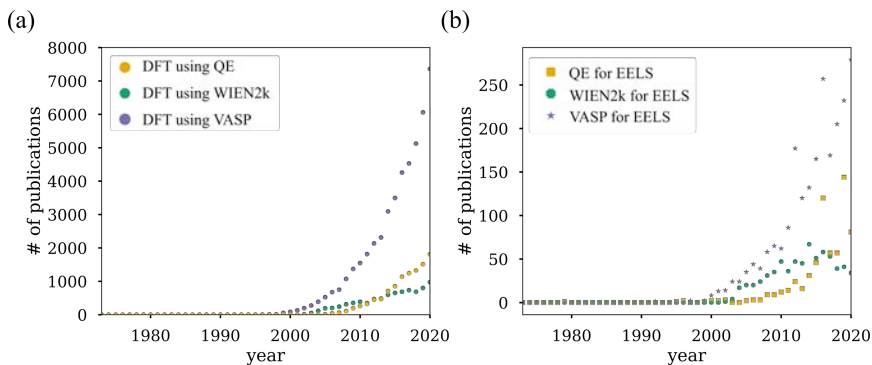 (a)
8000
7000
6000
5000
4000
3000
2000
1000
0
# of publications
DFT using QE
DFT using WIEN2k
DFT using VASP
1980
1990
2000
2010
2020
year
(b)
250
200
150
100
50
0
# of publications
QE for EELS
WIEN2k for EELS
VASP for EELS
1980
1990
2000
2010
2020
year